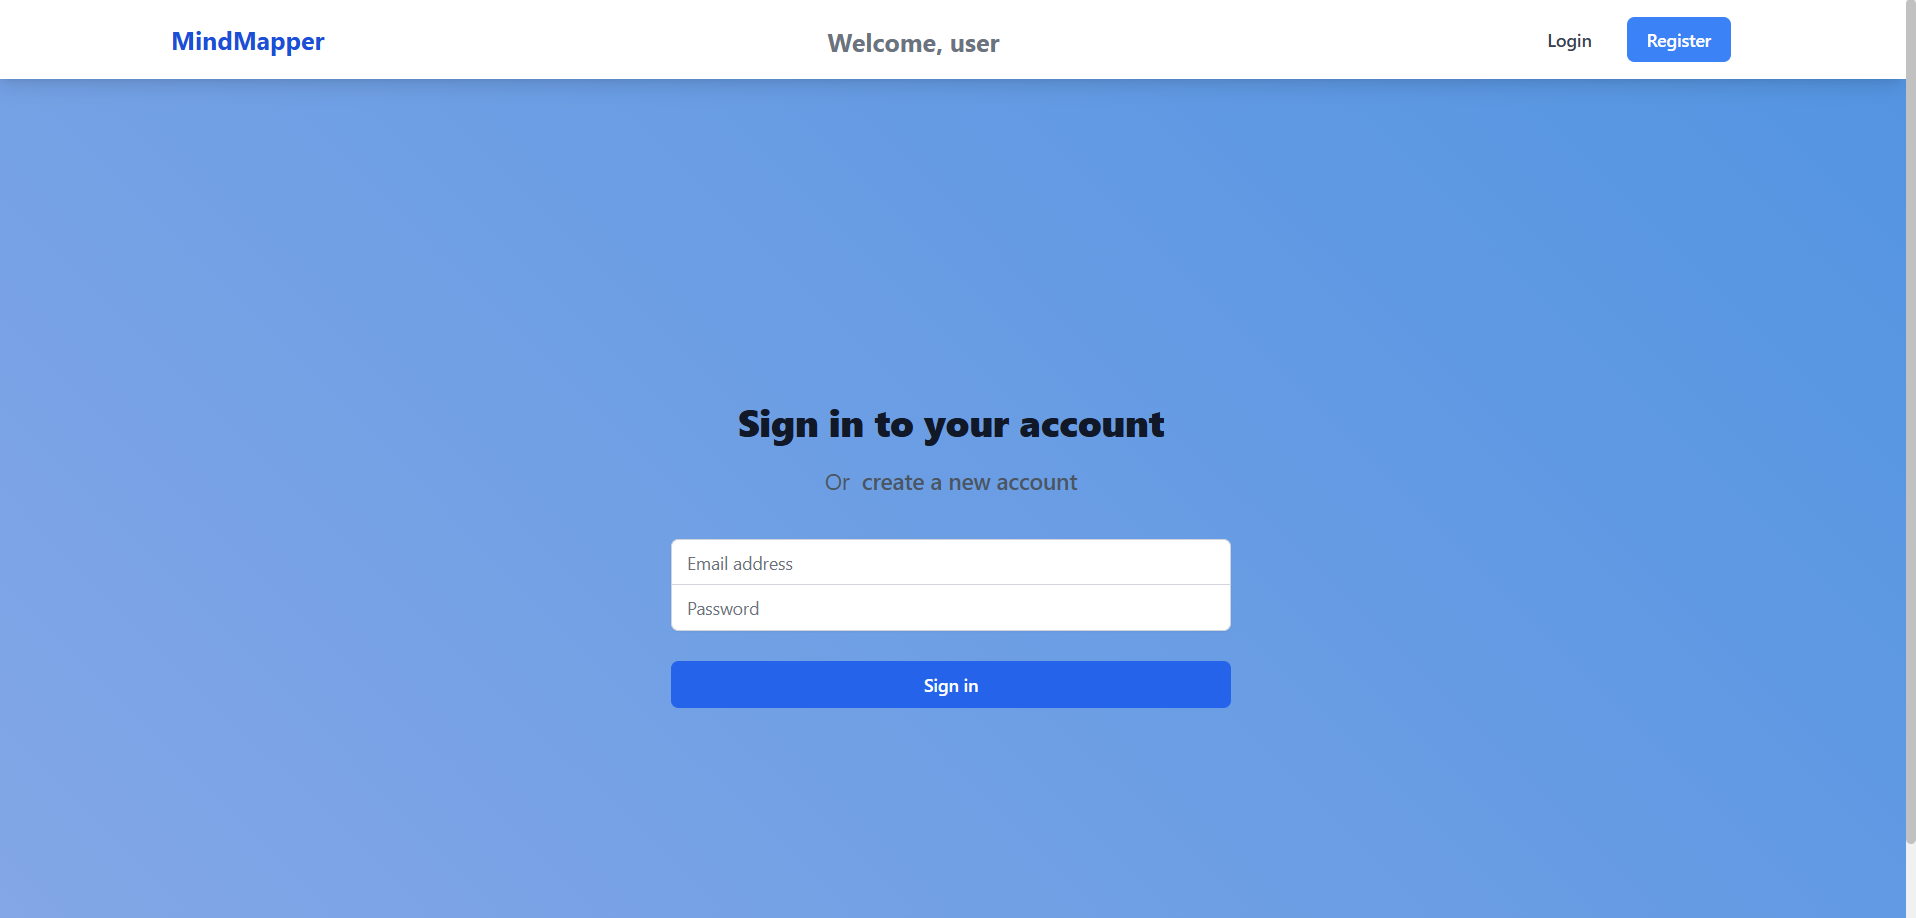 MindMapper
Welcome, user
Login
Register
Sign in to your account
Or create a new account
Email address
Password
Sign in